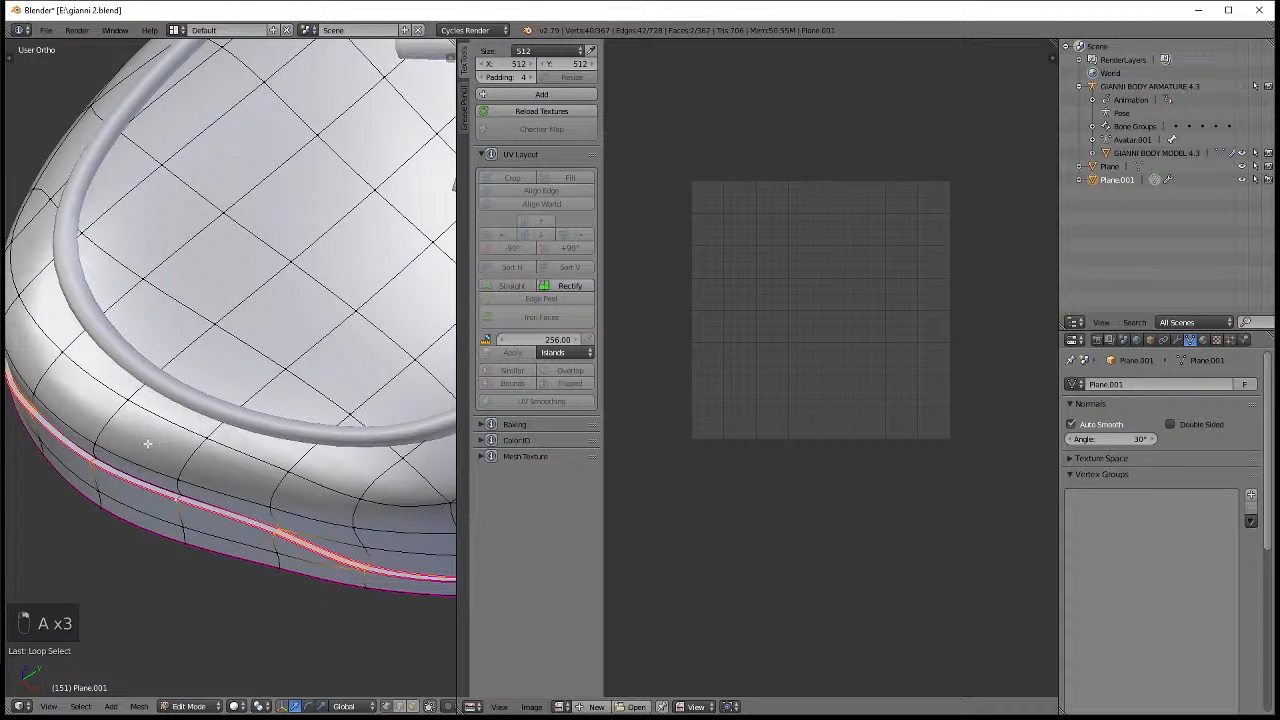 Blender* [E:\gianni 2.blend]
File Render Window Help Default Scene Cycles Render v2.79 | Verts:40/367 | Edges:42/728 | Faces:2/362 | Tris:706 | Mem:50.55M | Plane.001
User Ortho
Size: 512
X: 512 Y: 512
Padding: 4 Resize
Add
Reload Textures
Checker Map
UV Layout
Crop Fill
Align Edge
Align World
-90° +90°
Sort H Sort V
Straight Rectify
Edge Peel
Iron Faces
256.00
Apply Islands
Similar Overlap
Bounds Flipped
UV Smoothing
Baking
Color ID
Mesh Texture
TexTools
Grease Pencil
Scene
RenderLayers
World
GIANNI BODY ARMATURE 4.3
Animation
Pose
Bone Groups
Avatar.001
GIANNI BODY MODEL 4.3
Plane
Plane.001
View Search All Scenes
Plane.001 Plane.001
Plane.001 F
Normals
Auto Smooth Double Sided
Angle: 30°
Texture Space
Vertex Groups
A x3
Last: Loop Select
(151) Plane.001
View Select Add Mesh Edit Mode Global
View Image New Open View